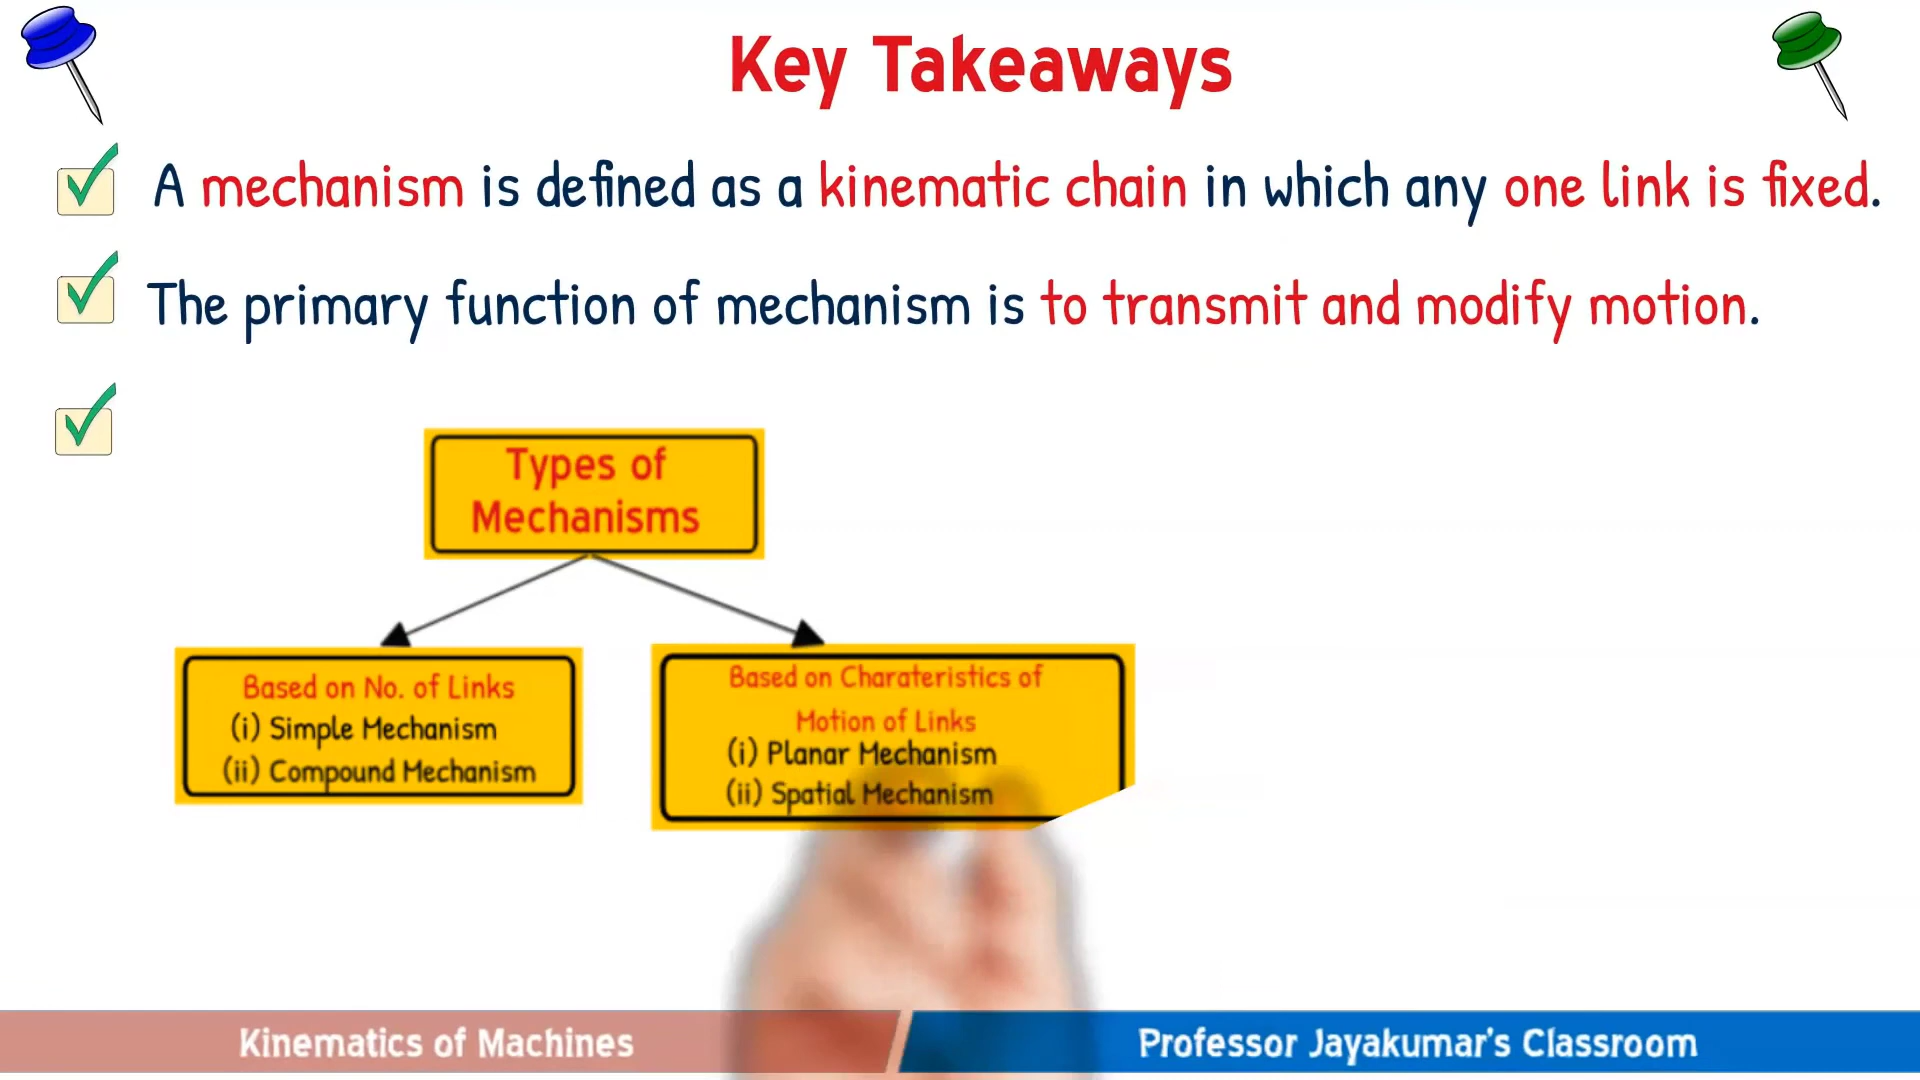 Key Takeaways
A mechanism is defined as a kinematic chain in which any one link is fixed.
The primary function of mechanism is to transmit and modify motion.
Types of
Mechanisms
Based on No. of Links
(i) Simple Mechanism
(ii) Compound Mechanism
Based on Charateristics of
Motion of Links
(i) Planar Mechanism
(ii) Spatial Mechanism
Kinematics of Machines
Professor Jayakumar's Classroom